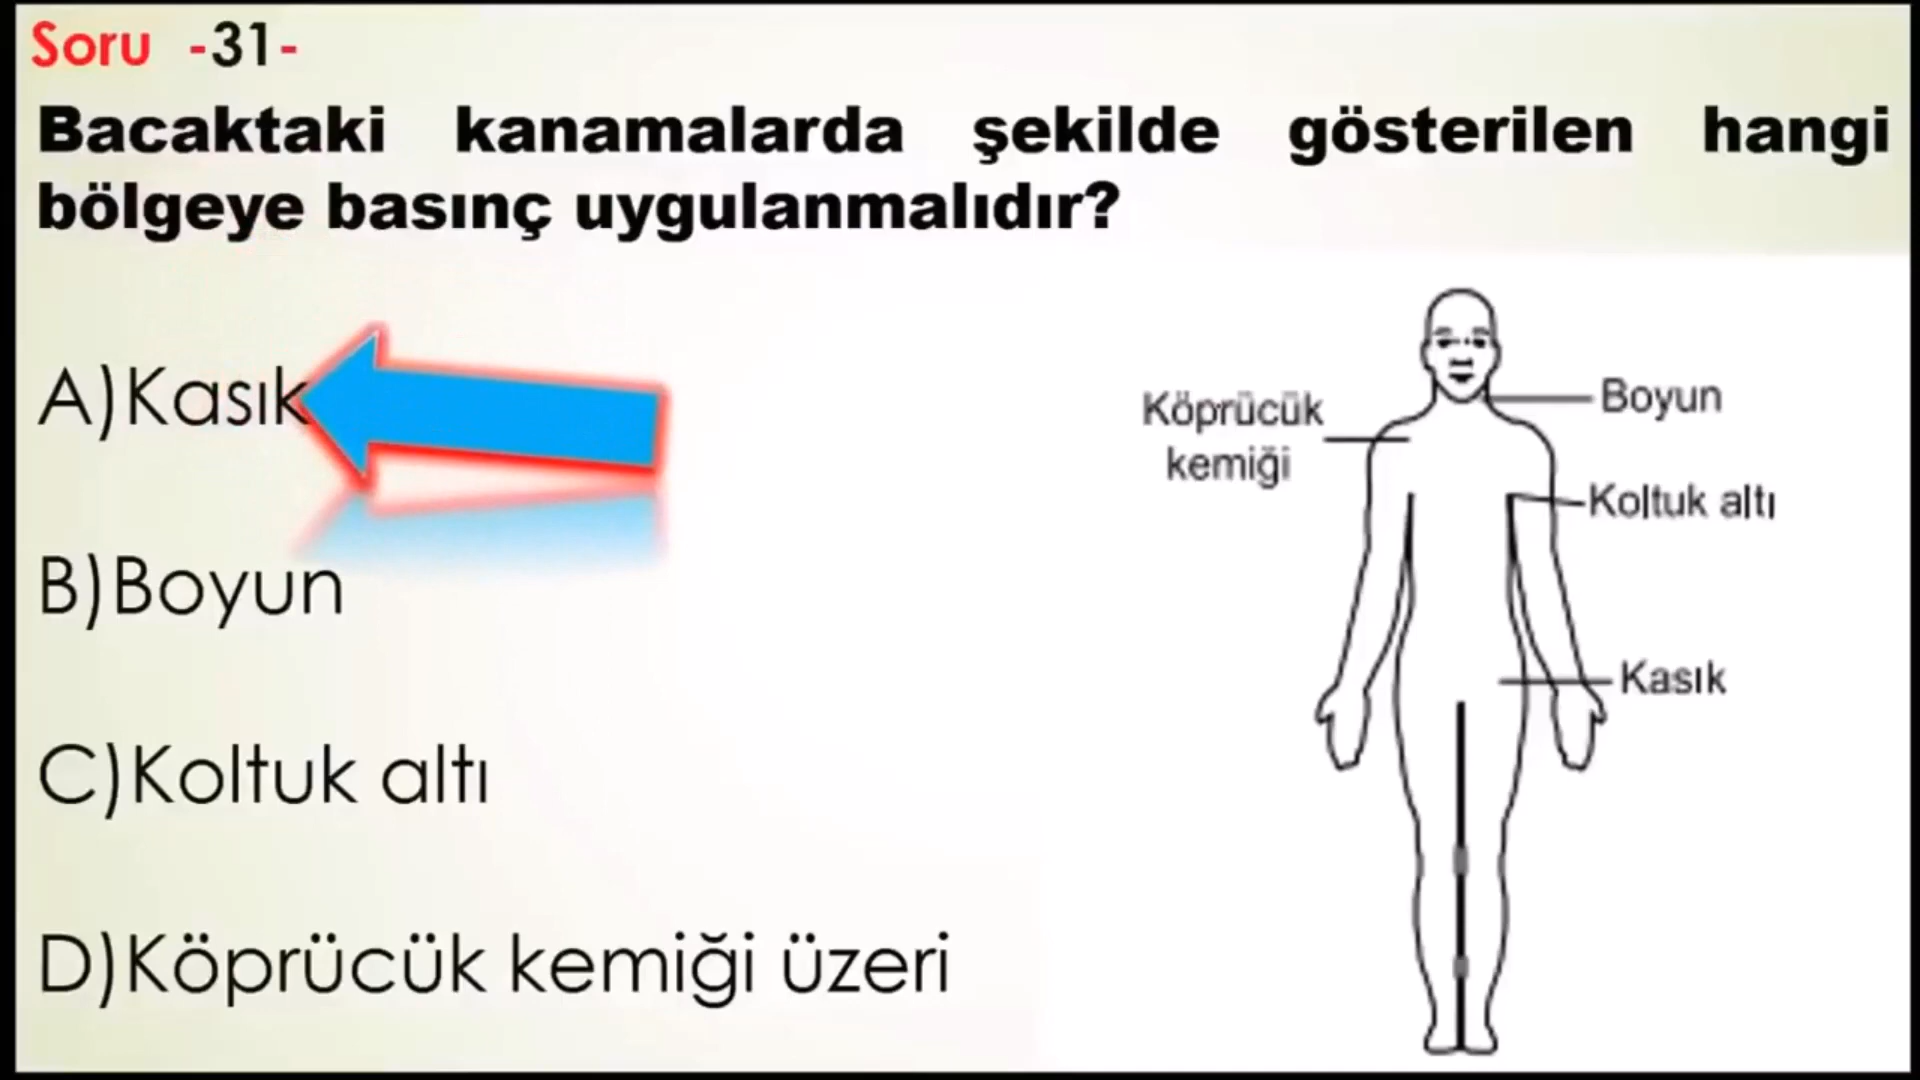 Soru -31-
Bacaktaki kanamalarda şekilde gösterilen hangi
bölgeye basınç uygulanmalıdır?
A)Kasık
B)Boyun
C)Koltuk altı
D)Köprücük kemiği üzeri
Köprücük
kemiği
Boyun
Koltuk altı
Kasık